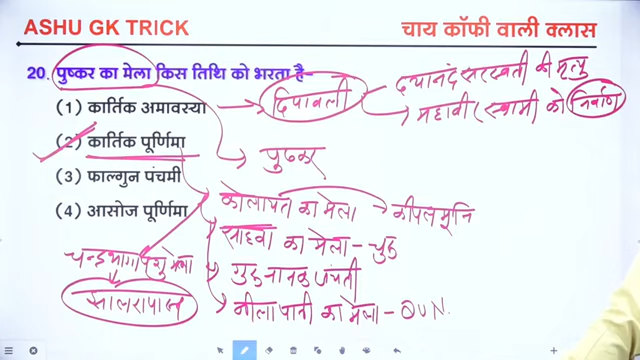 ASHU GK TRICK
चाय कॉफी वाली क्लास
20. पुष्कर का मेला किस तिथि को भरता है-
(1) कार्तिक अमावस्या
(2) कार्तिक पूर्णिमा
(3) फाल्गुन पंचमी
(4) आसोज पूर्णिमा
दिपावली
दयानंद सरस्वती की मृत्यु
महावीर स्वामी को निर्वाण
पुष्कर
कोलायत का मेला → कपिल मुनि
साहवा का मेला - चुरू
गुरु नानक जयंती
नीला पानी का मेला - DUN.
चन्द्रभागा पशु मेला
झालरापाटन